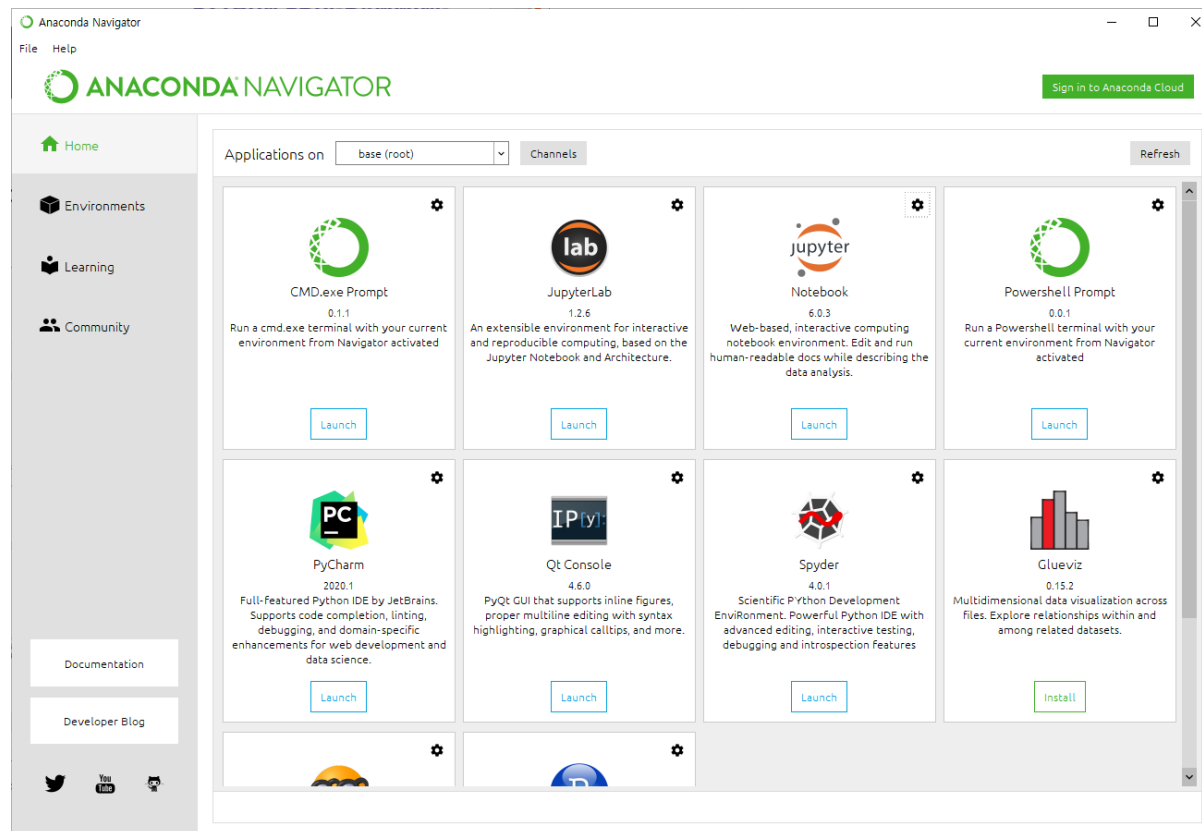 Anaconda Navigator
File Help
ANACONDA NAVIGATOR
Sign in to Anaconda Cloud
Home
Environments
Learning
Community
Documentation
Developer Blog
You
Tube
Applications on base (root) Channels Refresh
CMD.exe Prompt
0.1.1
Run a cmd.exe terminal with your current
environment from Navigator activated
Launch
lab
JupyterLab
1.2.6
An extensible environment for interactive
and reproducible computing, based on the
Jupyter Notebook and Architecture.
Launch
jupyter
Notebook
6.0.3
Web-based, interactive computing
notebook environment. Edit and run
human-readable docs while describing the
data analysis.
Launch
Powershell Prompt
0.0.1
Run a Powershell terminal with your
current environment from Navigator
activated
Launch
PC
PyCharm
2020.1
Full-featured Python IDE by JetBrains.
Supports code completion, linting,
debugging, and domain-specific
enhancements for web development and
data science.
Launch
IP[y]:
Qt Console
4.6.0
PyQt GUI that supports inline figures,
proper multiline editing with syntax
highlighting, graphical calltips, and more.
Launch
Spyder
4.0.1
Scientific PYthon Development
EnviRonment. Powerful Python IDE with
advanced editing, interactive testing,
debugging and introspection features
Launch
Glueviz
0.15.2
Multidimensional data visualization across
files. Explore relationships within and
among related datasets.
Install